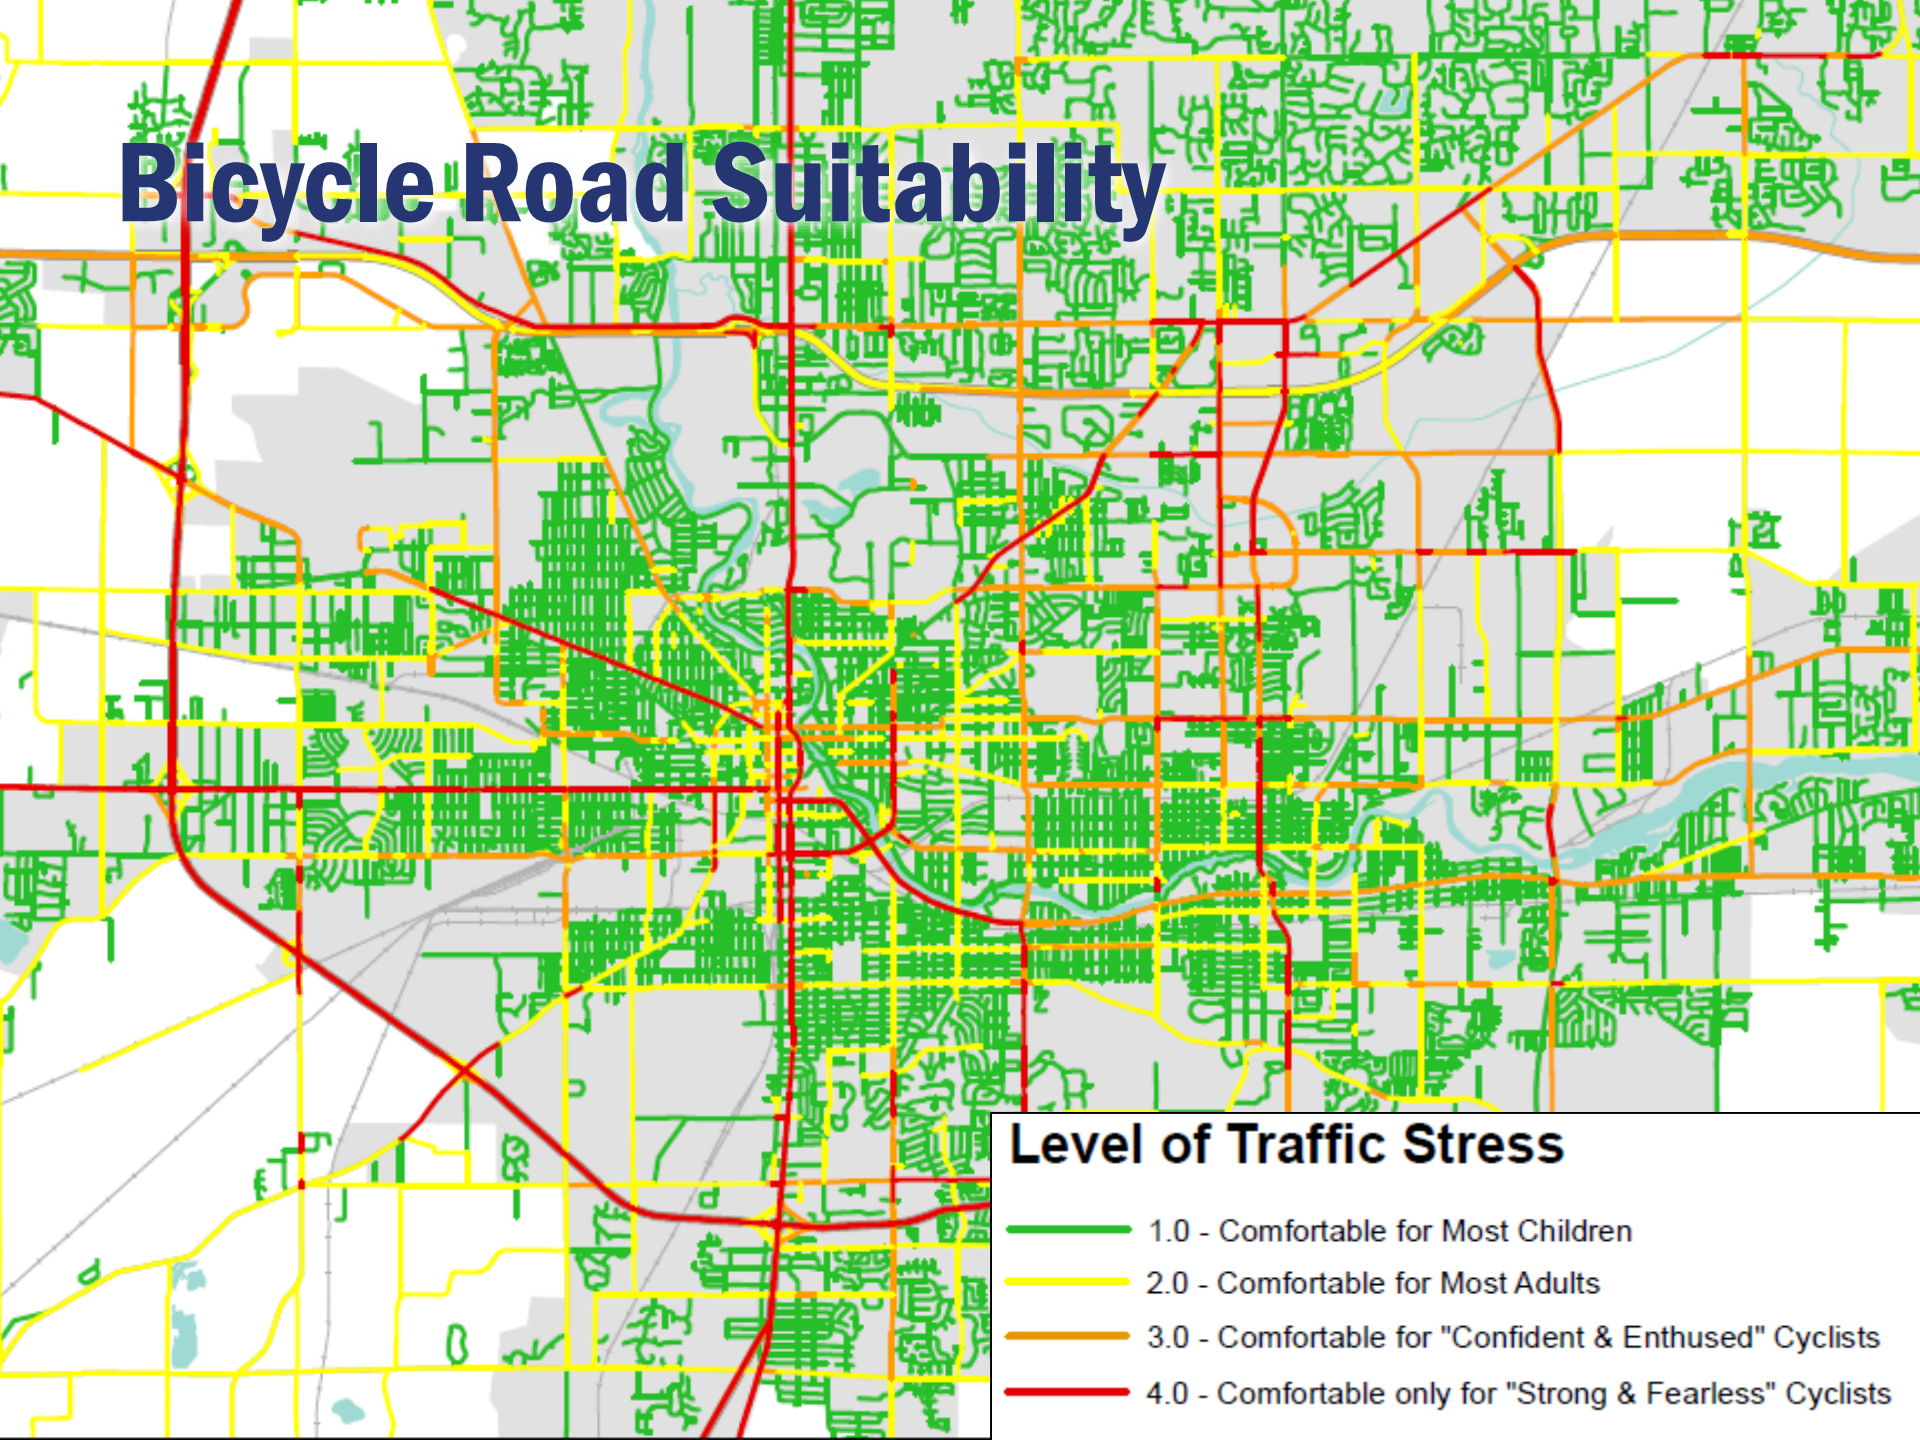 Bicycle Road Suitability
Level of Traffic Stress
1.0 - Comfortable for Most Children
2.0 - Comfortable for Most Adults
3.0 - Comfortable for "Confident & Enthused" Cyclists
4.0 - Comfortable only for "Strong & Fearless" Cyclists